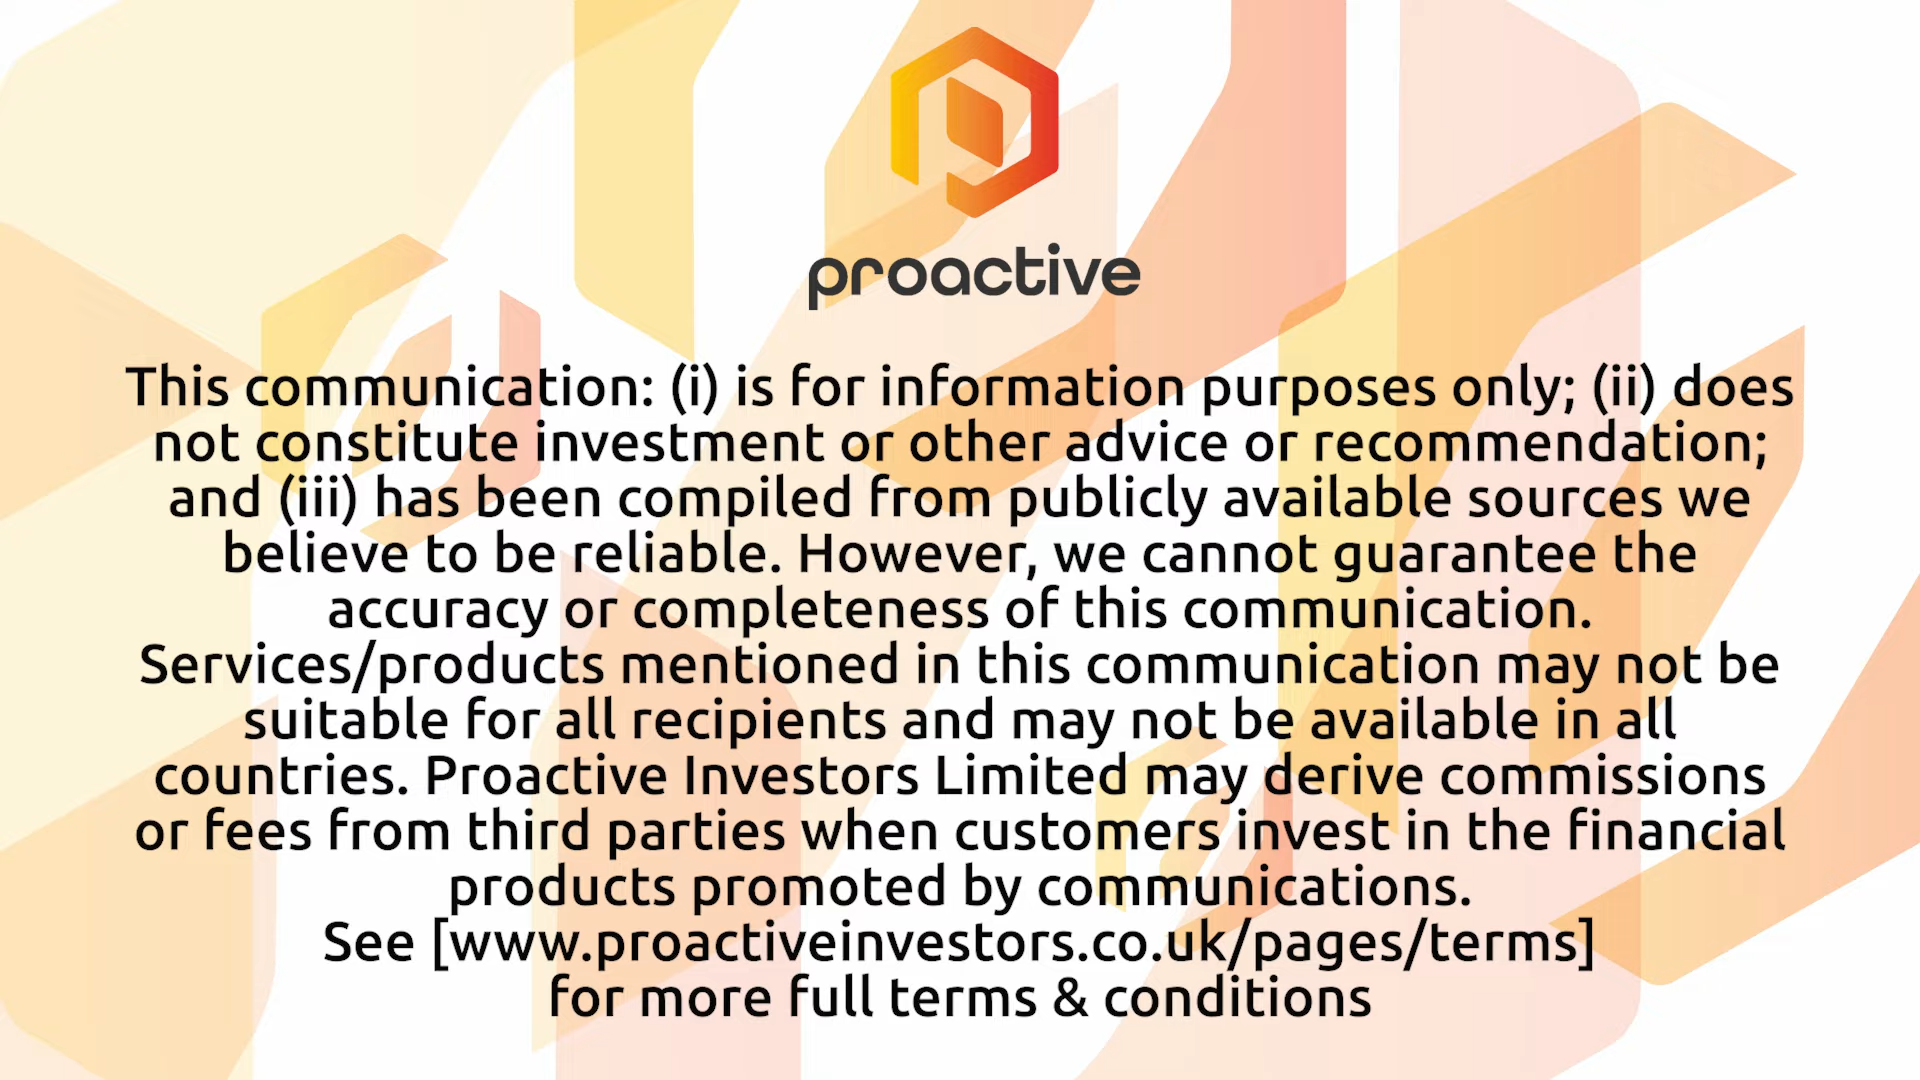 proactive
This communication: (i) is for information purposes only; (ii) does
not constitute investment or other advice or recommendation;
and (iii) has been compiled from publicly available sources we
believe to be reliable. However, we cannot guarantee the
accuracy or completeness of this communication.
Services/products mentioned in this communication may not be
suitable for all recipients and may not be available in all
countries. Proactive Investors Limited may derive commissions
or fees from third parties when customers invest in the financial
products promoted by communications.
See [www.proactiveinvestors.co.uk/pages/terms]
for more full terms & conditions